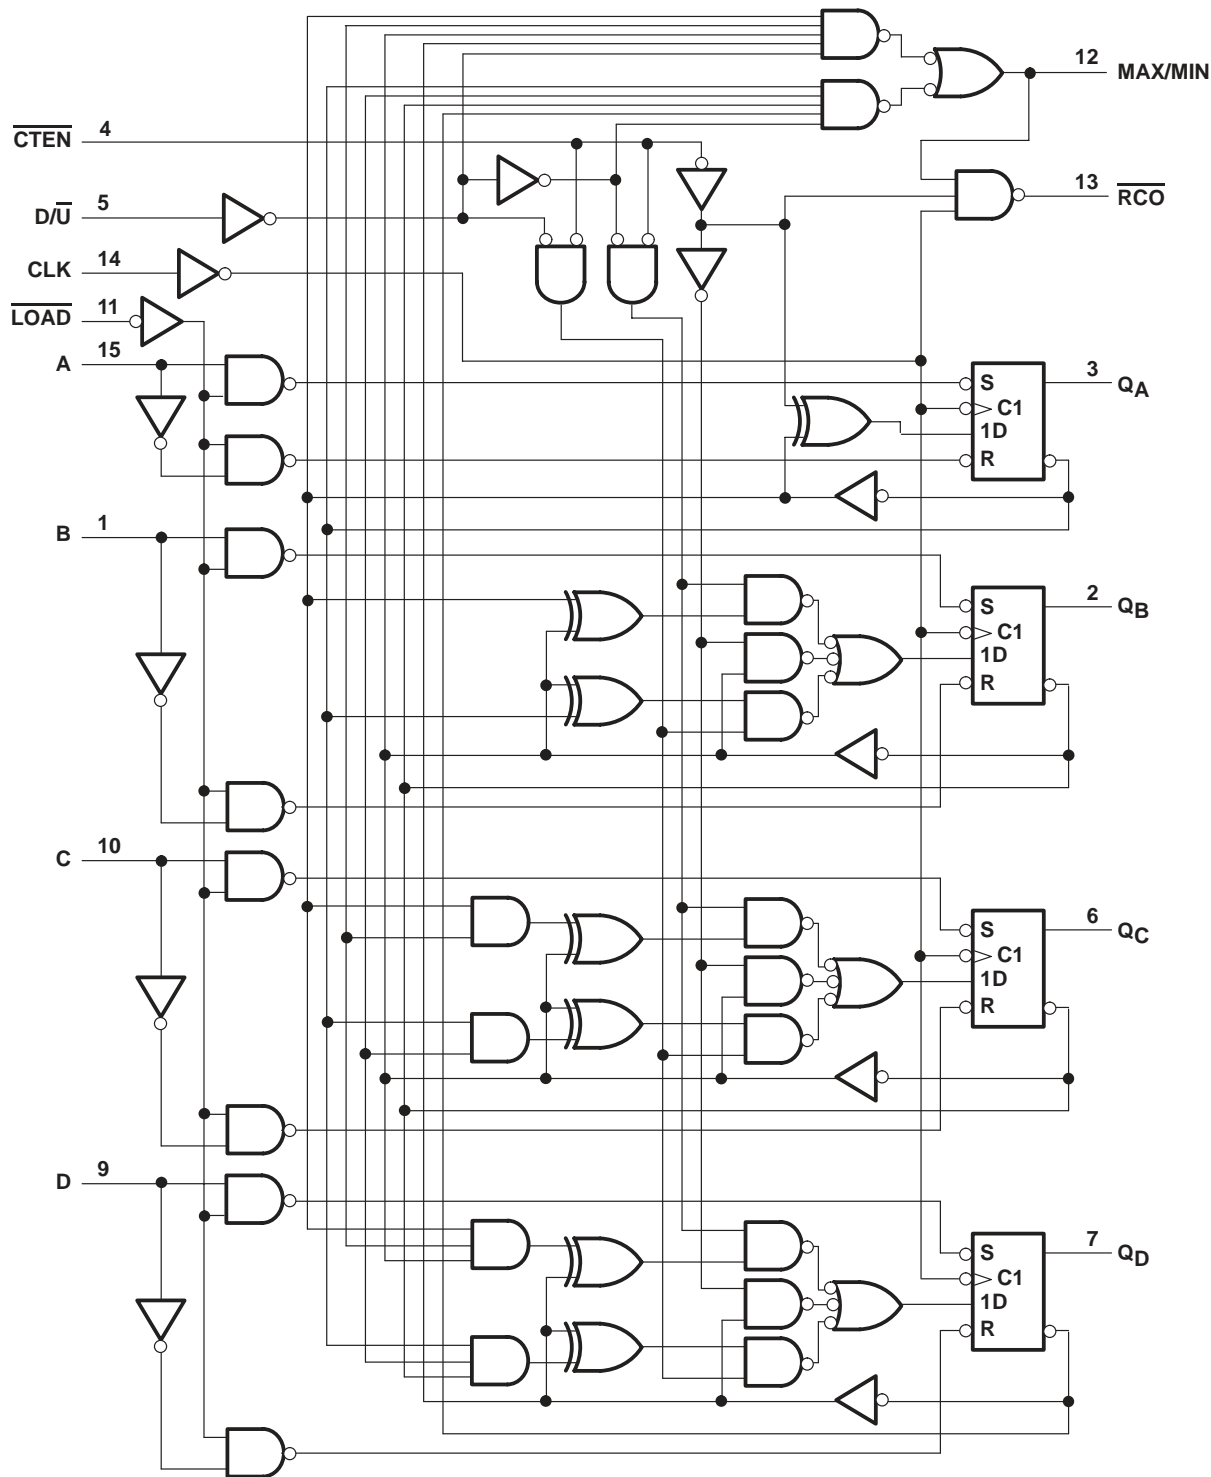 12 MAX/MIN
CTEN 4
13 RCO
D/U 5
CLK 14
LOAD 11
A 15
S
C1
1D
R
3 QA
B 1
S
C1
1D
R
2 QB
C 10
S
C1
1D
R
6 QC
D 9
S
C1
1D
R
7 QD